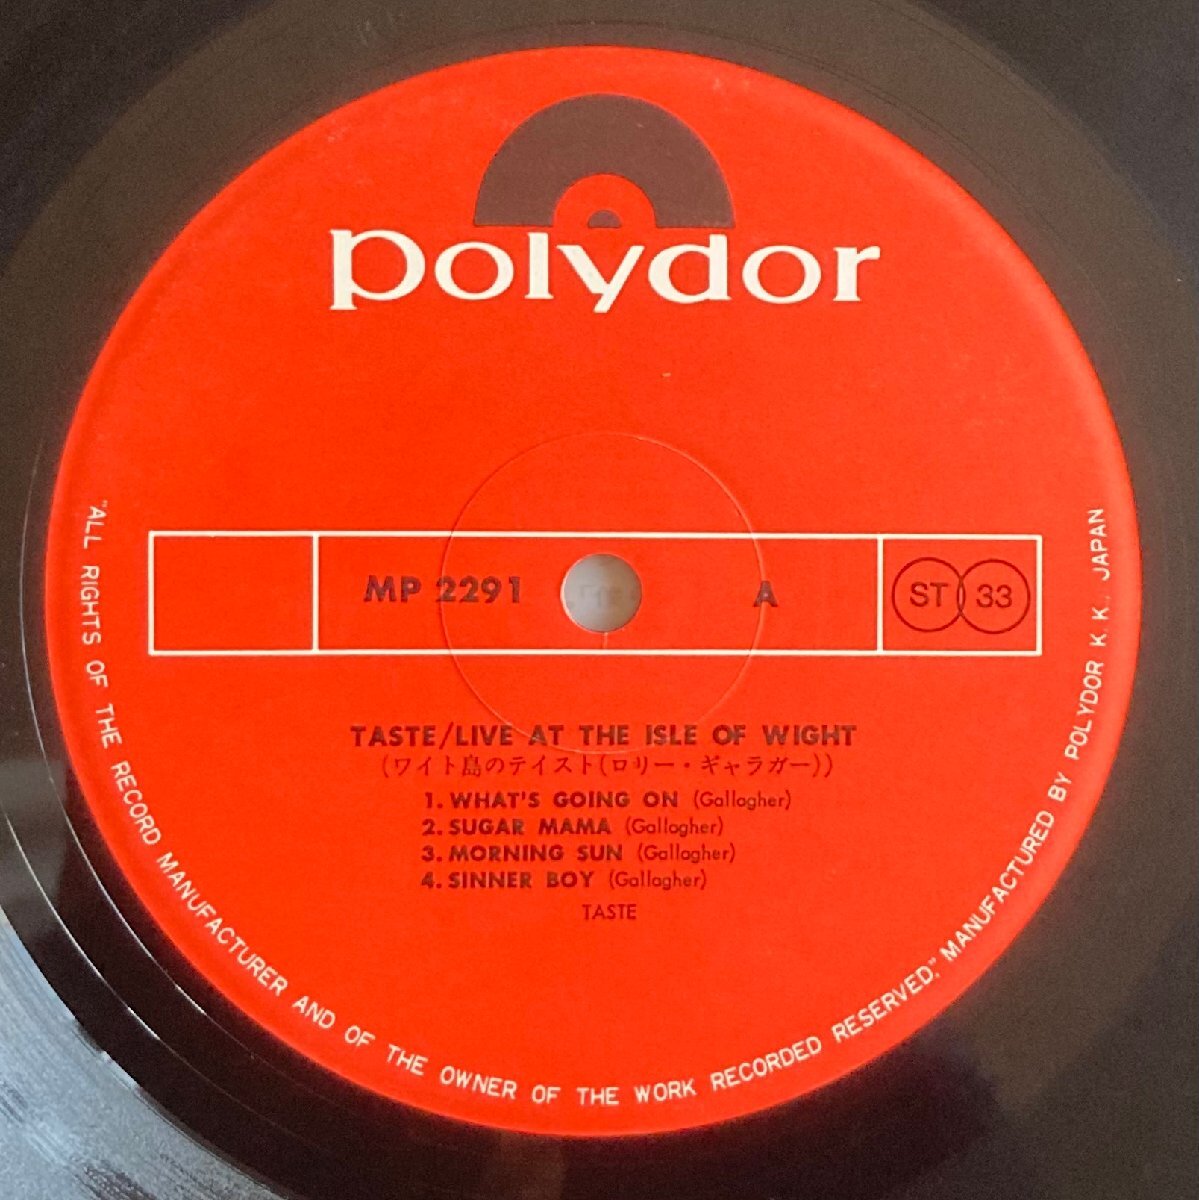 polydor
MP 2291 A ST 33
TASTE/LIVE AT THE ISLE OF WIGHT
(ワイト島のテイスト(ロリー・ギャラガー))
1. WHAT'S GOING ON (Gallagher)
2. SUGAR MAMA (Gallagher)
3. MORNING SUN (Gallagher)
4. SINNER BOY (Gallagher)
TASTE
"ALL RIGHTS OF THE RECORD MANUFACTURER AND OF THE OWNER OF THE WORK RECORDED RESERVED." MANUFACTURED BY POLYDOR K.K., JAPAN